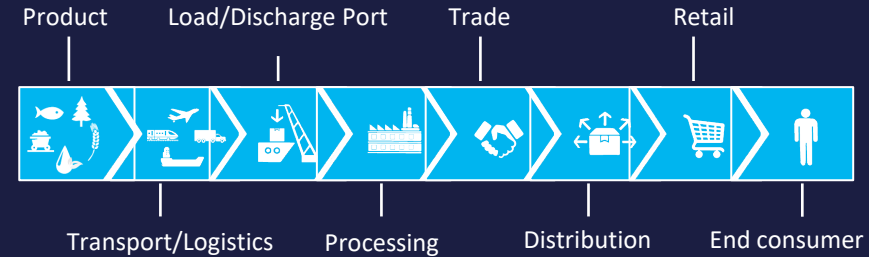 Product
Load/Discharge Port
Trade
Retail
Transport/Logistics
Processing
Distribution
End consumer